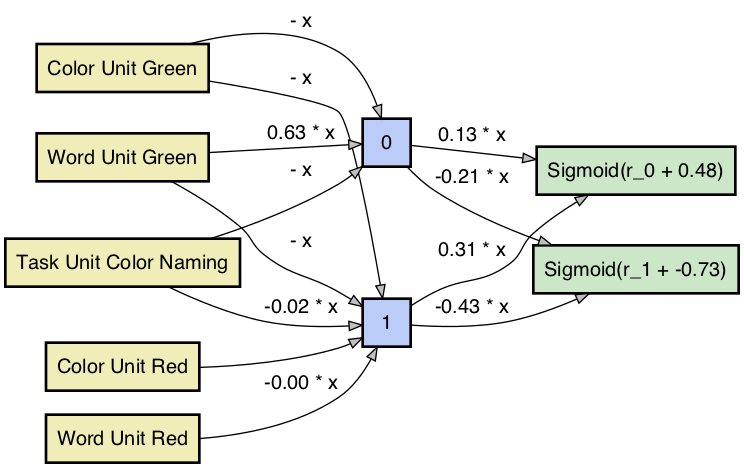 - x
Color Unit Green
- x
0.63 * x
0.13 * x
0
Word Unit Green
- x
-0.21 * x
Sigmoid(r_0 + 0.48)
- x
0.31 * x
Task Unit Color Naming
Sigmoid(r_1 + -0.73)
-0.02 * x
-0.43 * x
1
Color Unit Red
-0.00 * x
Word Unit Red